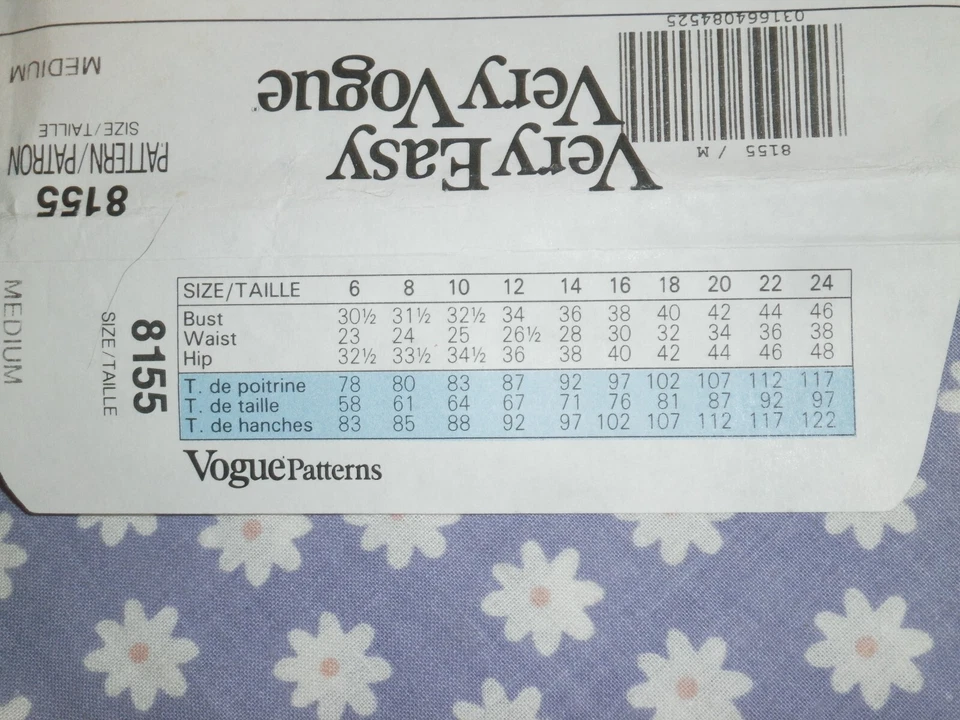 031664084525
8155 / M
Very Easy
Very Vogue
MEDIUM
SIZE/TAILLE
PATTERN/PATRON
8155
MEDIUM
SIZE/TAILLE
8155
SIZE/TAILLE 6 8 10 12 14 16 18 20 22 24
Bust 30½ 31½ 32½ 34 36 38 40 42 44 46
Waist 23 24 25 26½ 28 30 32 34 36 38
Hip 32½ 33½ 34½ 36 38 40 42 44 46 48
T. de poitrine 78 80 83 87 92 97 102 107 112 117
T. de taille 58 61 64 67 71 76 81 87 92 97
T. de hanches 83 85 88 92 97 102 107 112 117 122
Vogue Patterns